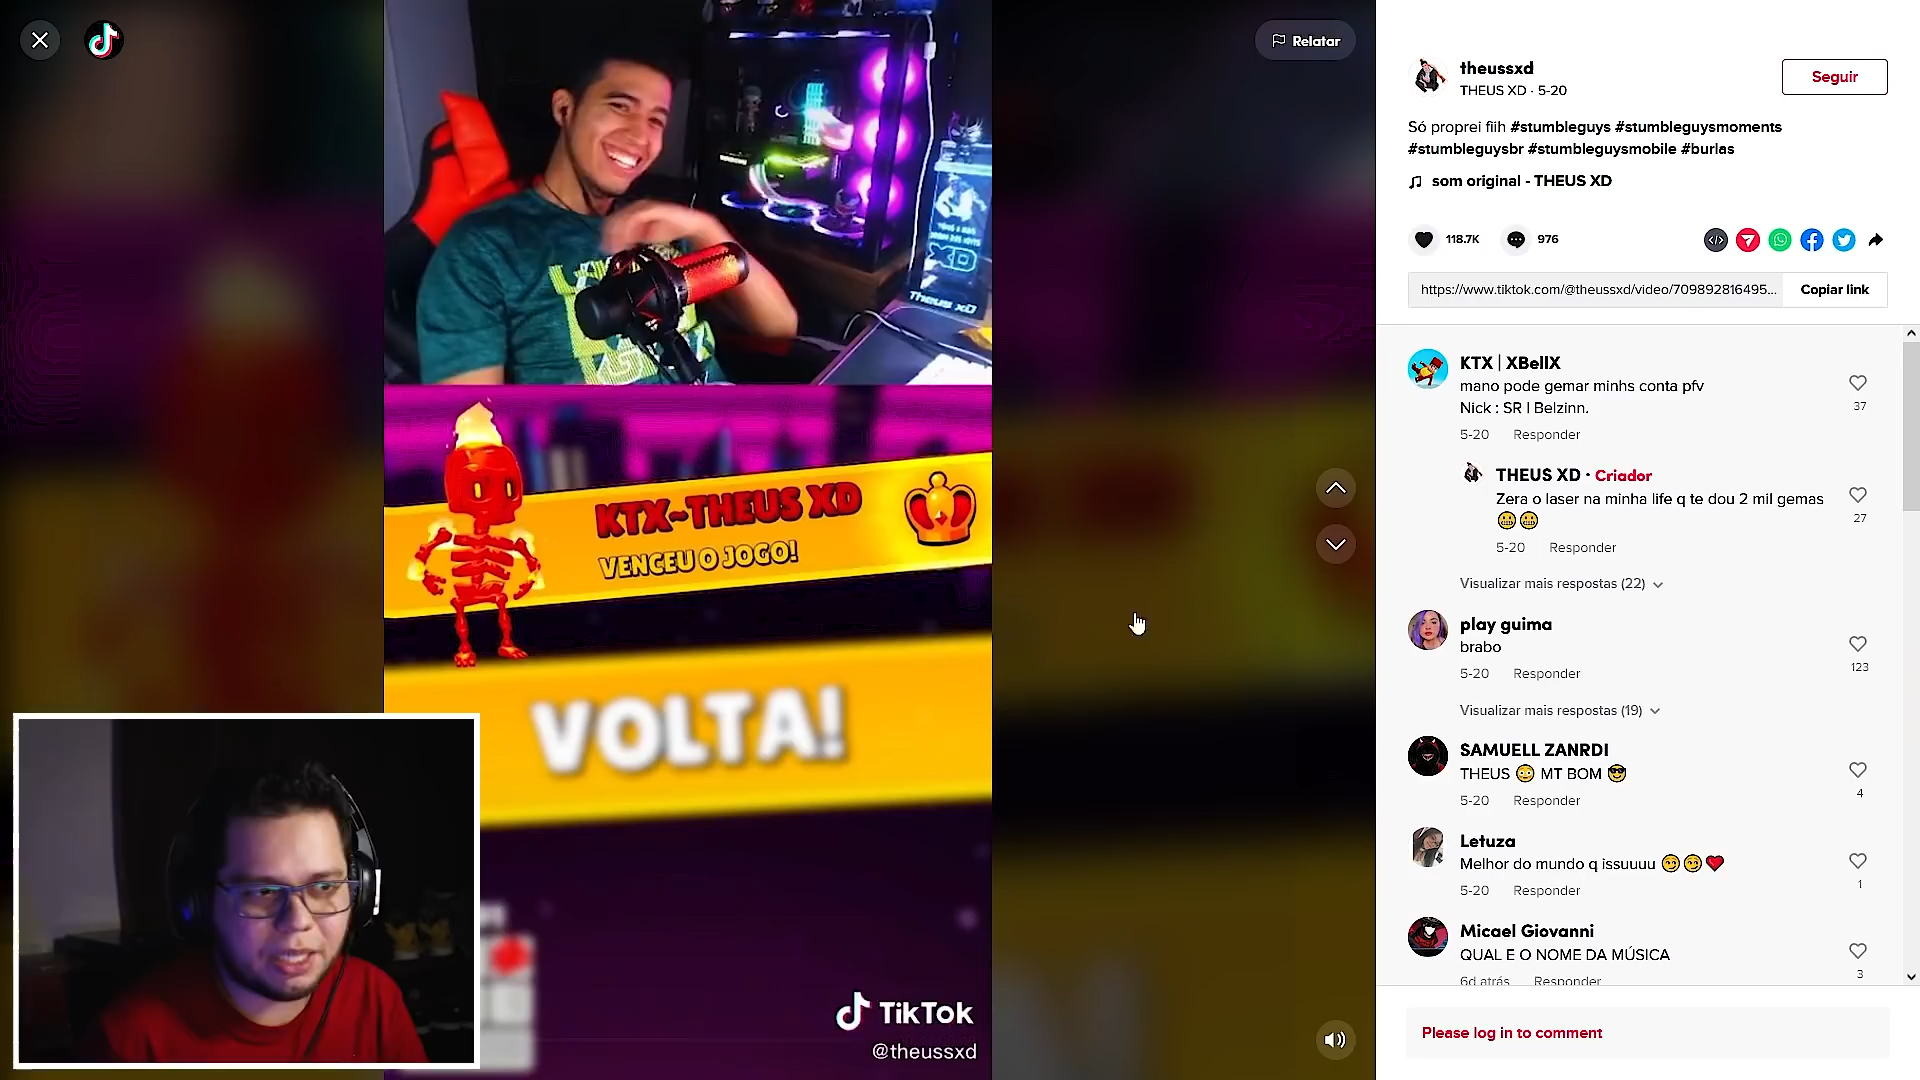 Relatar
XD
Theus XD
KTX~THEUS XD
VENCEU O JOGO!
VOLTA!
TikTok
@theussxd
theussxd
THEUS XD · 5-20
Seguir
Só proprei fiih #stumbleguys #stumbleguysmoments
#stumbleguysbr #stumbleguysmobile #burlas
som original - THEUS XD
118.7K
976
https://www.tiktok.com/@theussxd/video/709892816495...
Copiar link
KTX | XBellX
mano pode gemar minhs conta pfv
Nick : SR l Belzinn.
37
5-20 Responder
THEUS XD · Criador
Zera o laser na minha life q te dou 2 mil gemas
😬😬
27
5-20 Responder
Visualizar mais respostas (22)
play guima
brabo
123
5-20 Responder
Visualizar mais respostas (19)
SAMUELL ZANRDI
THEUS 😳 MT BOM 😎
4
5-20 Responder
Letuza
Melhor do mundo q issuuuu 😏😏❤️
1
5-20 Responder
Micael Giovanni
QUAL E O NOME DA MÚSICA
3
6d atrás Responder
Please log in to comment